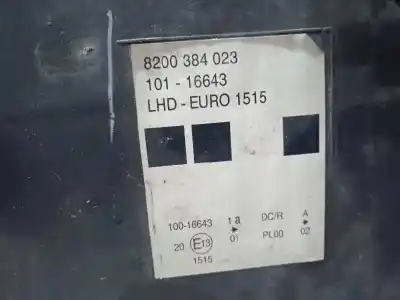 8200 384 023
101 - 16643
LHD - EURO 1515
100-16643 1 a DC/R A
20 E13 01 PL00 02
1515